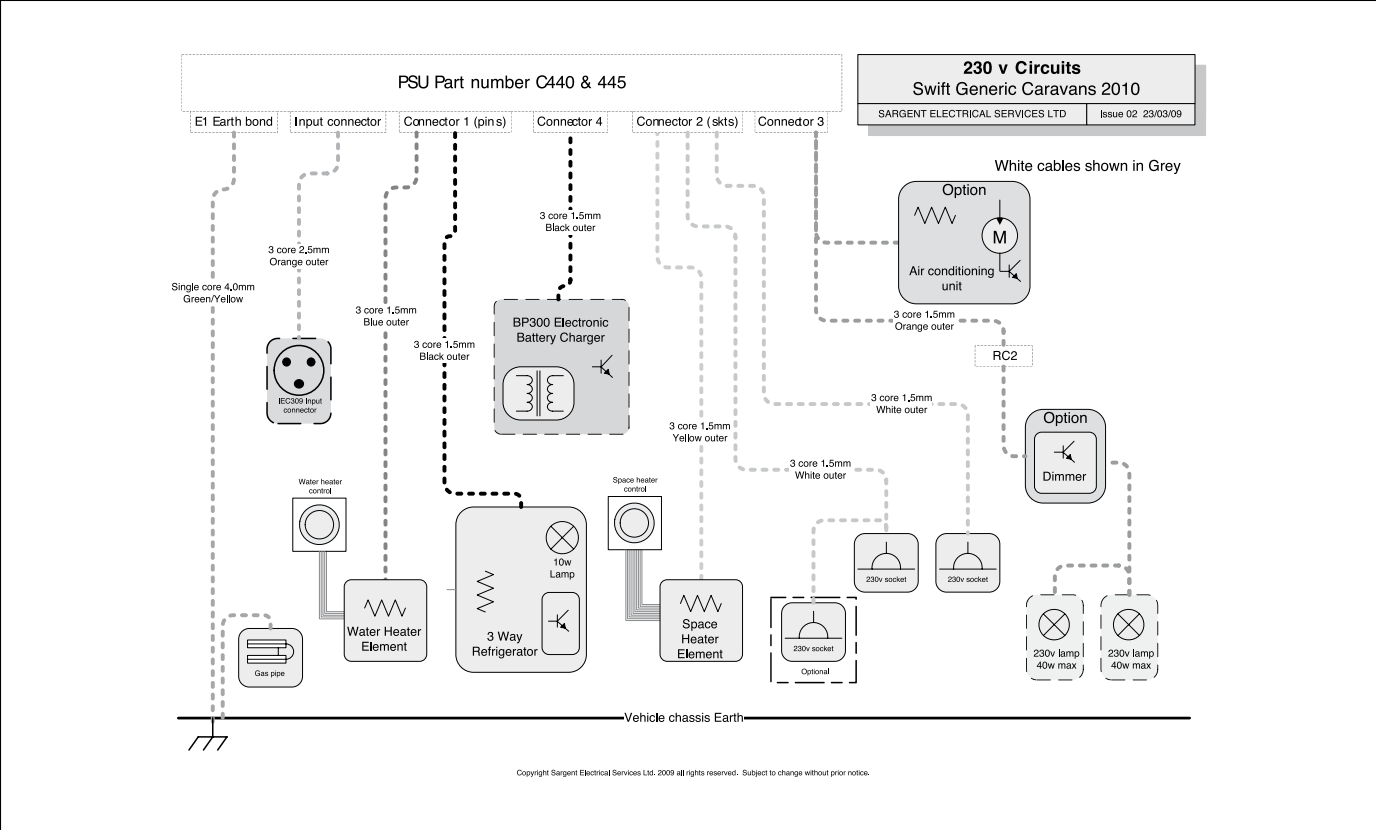 PSU Part number C440 & 445
230 v Circuits
Swift Generic Caravans 2010
SARGENT ELECTRICAL SERVICES LTD
Issue 02 23/03/09
E1 Earth bond
Input connector
Connector 1 (pins)
Connector 4
Connector 2 (skts)
Connector 3
White cables shown in Grey
Option
M
Air conditioning
unit
3 core 1.5mm
Black outer
3 core 2.5mm
Orange outer
Single core 4.0mm
Green/Yellow
3 core 1.5mm
Blue outer
3 core 1.5mm
Black outer
BP300 Electronic
Battery Charger
3 core 1.5mm
Orange outer
RC2
IEC309 Input
connector
3 core 1.5mm
White outer
3 core 1.5mm
Yellow outer
3 core 1.5mm
White outer
Option
Dimmer
Water heater
control
Space heater
control
10w
Lamp
230v socket
230v socket
Water Heater
Element
3 Way
Refrigerator
Space
Heater
Element
230v socket
Optional
230v lamp
40w max
230v lamp
40w max
Gas pipe
Vehicle chassis Earth
Copyright Sargent Electrical Services Ltd. 2009 all rights reserved. Subject to change without prior notice.